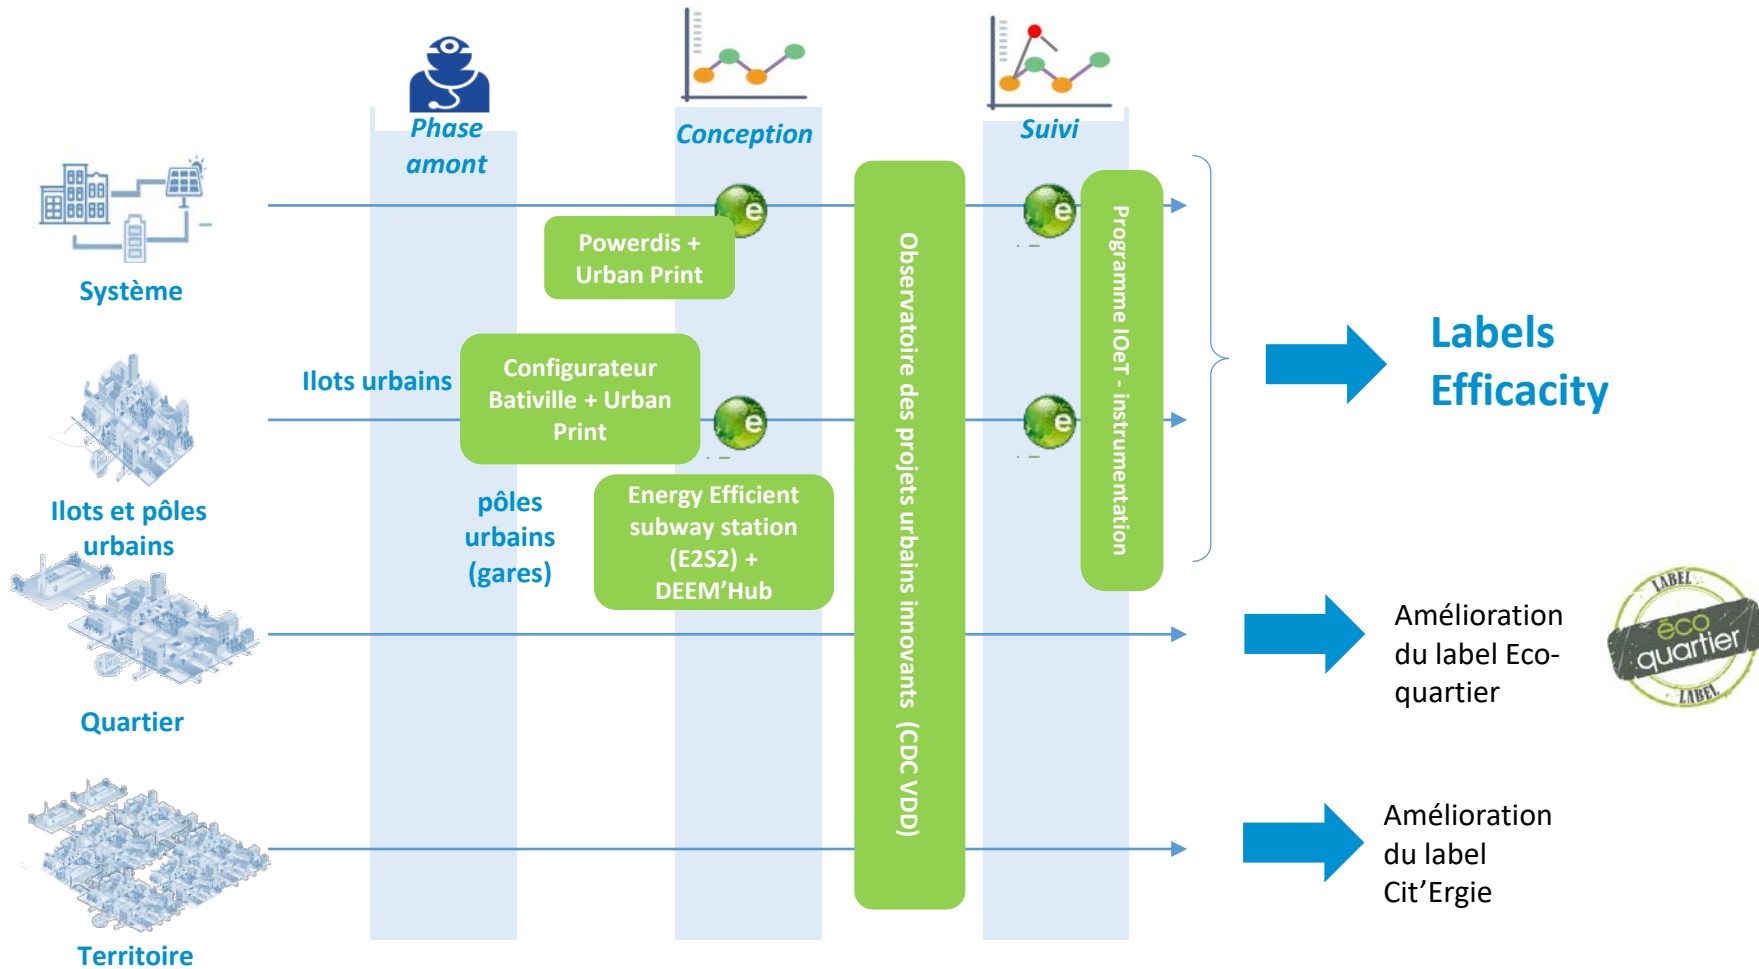 Phase
amont
Conception
Suivi
Système
e
e
Powerdis +
Urban Print
Ilots urbains
Configurateur
Bativille + Urban
Print
e
e
Ilots et pôles
urbains
pôles
urbains
(gares)
Energy Efficient
subway station
(E2S2) +
DEEM’Hub
Observatoire des projets urbains innovants (CDC VDD)
Programme IOeT - instrumentation
Labels
Efficacity
Quartier
Amélioration
du label Eco-
quartier
LABEL
éco
quartier
LABEL
Territoire
Amélioration
du label
Cit’Ergie